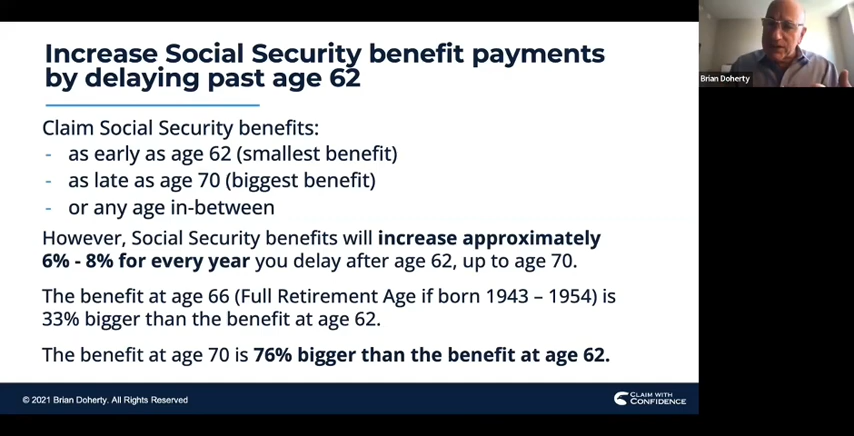 Increase Social Security benefit payments
by delaying past age 62
Brian Doherty
Claim Social Security benefits:
- as early as age 62 (smallest benefit)
- as late as age 70 (biggest benefit)
- or any age in-between
However, Social Security benefits will increase approximately
6% - 8% for every year you delay after age 62, up to age 70.
The benefit at age 66 (Full Retirement Age if born 1943 – 1954) is
33% bigger than the benefit at age 62.
The benefit at age 70 is 76% bigger than the benefit at age 62.
© 2021 Brian Doherty. All Rights Reserved
CLAIM WITH
CONFIDENCE